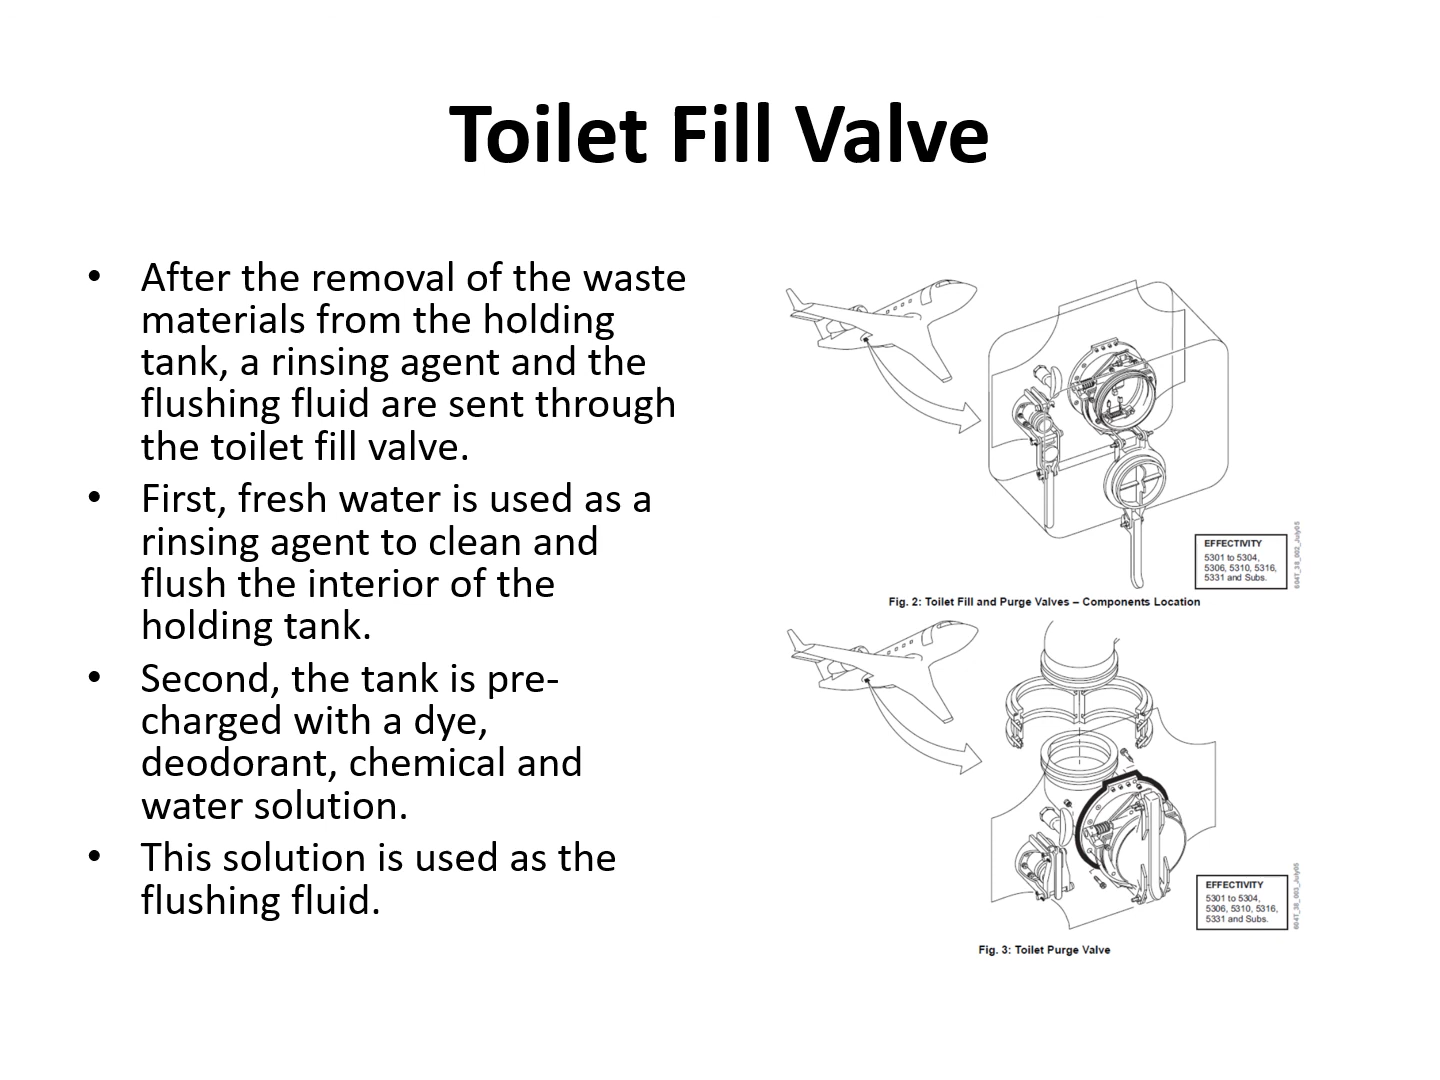 Toilet Fill Valve
• After the removal of the waste
materials from the holding
tank, a rinsing agent and the
flushing fluid are sent through
the toilet fill valve.
• First, fresh water is used as a
rinsing agent to clean and
flush the interior of the
holding tank.
• Second, the tank is pre-
charged with a dye,
deodorant, chemical and
water solution.
• This solution is used as the
flushing fluid.
EFFECTIVITY
5301 to 5304,
5306, 5310, 5316,
5331 and Subs.
604T_38_002_July05
Fig. 2: Toilet Fill and Purge Valves – Components Location
EFFECTIVITY
5301 to 5304,
5306, 5310, 5316,
5331 and Subs.
604T_38_003_July05
Fig. 3: Toilet Purge Valve